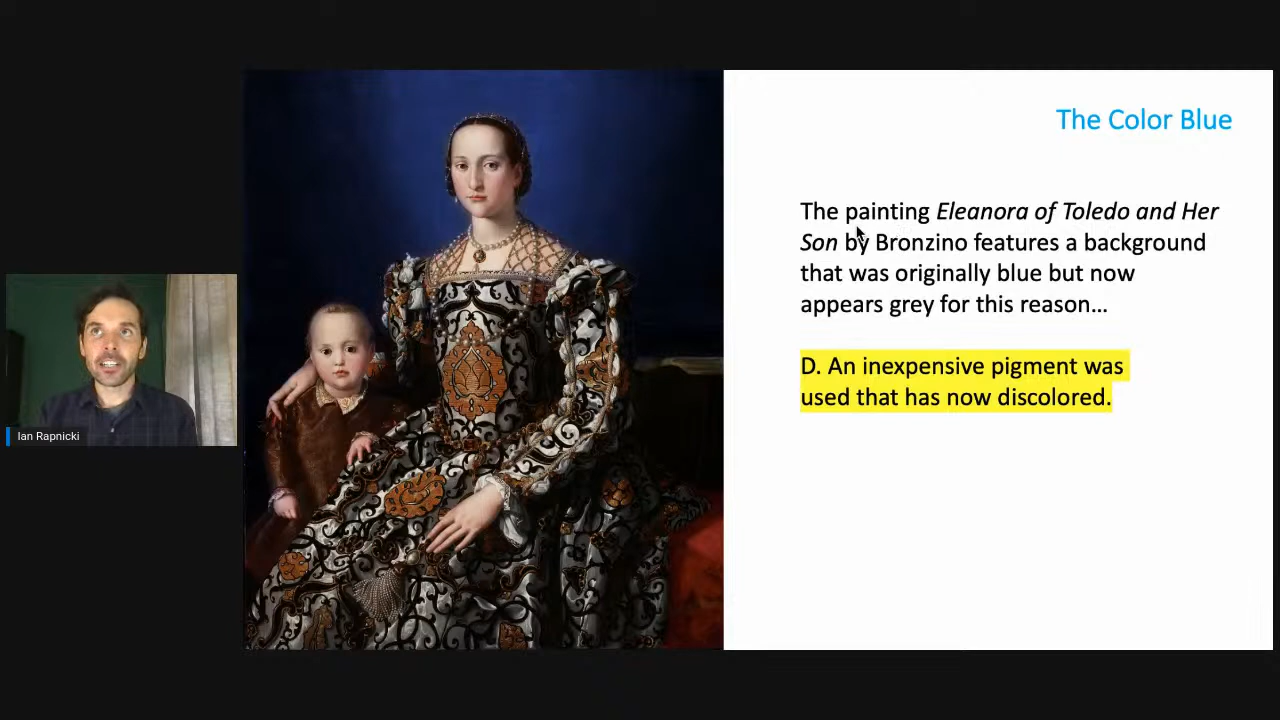 The Color Blue
The painting Eleanora of Toledo and Her
Son by Bronzino features a background
that was originally blue but now
appears grey for this reason...
D. An inexpensive pigment was
used that has now discolored.
Ian Rapnicki